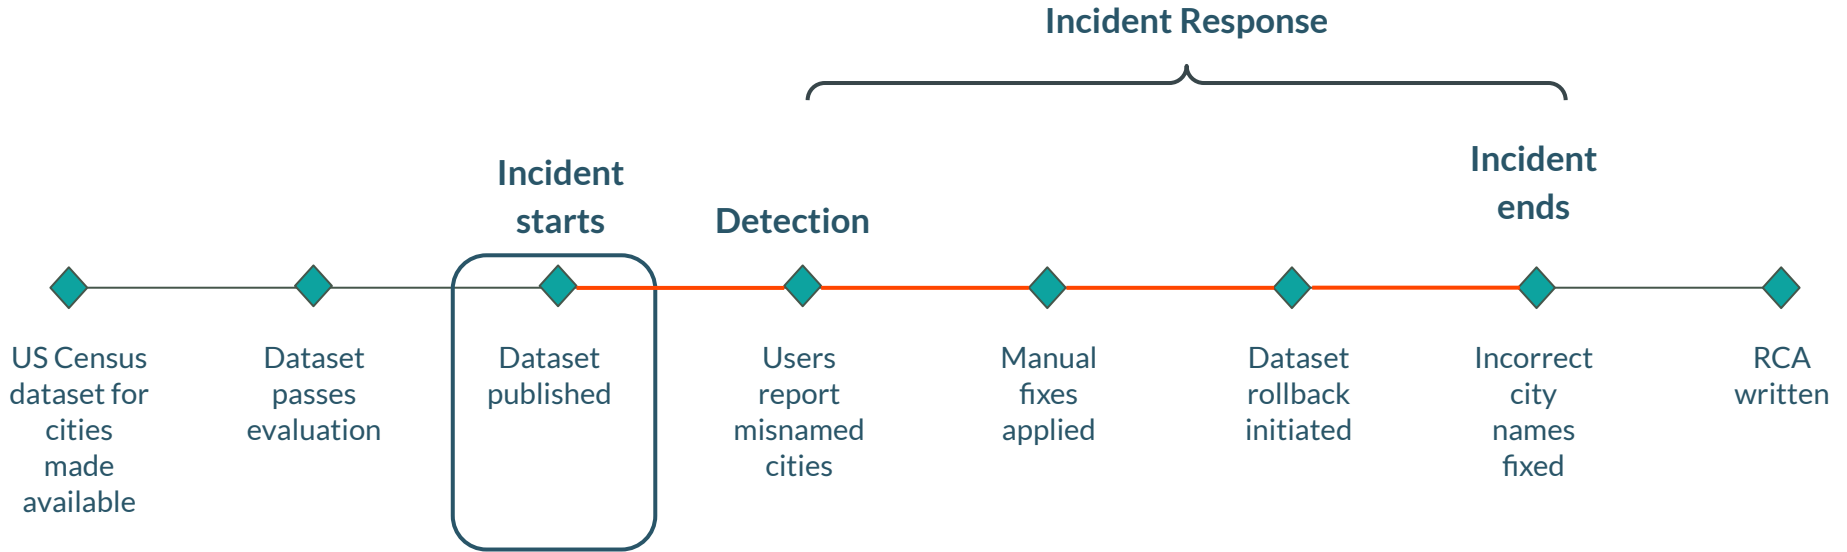 Incident Response
Incident
starts
Detection
Incident
ends
US Census
dataset for
cities
made
available
Dataset
passes
evaluation
Dataset
published
Users
report
misnamed
cities
Manual
fixes
applied
Dataset
rollback
initiated
Incorrect
city
names
fixed
RCA
written